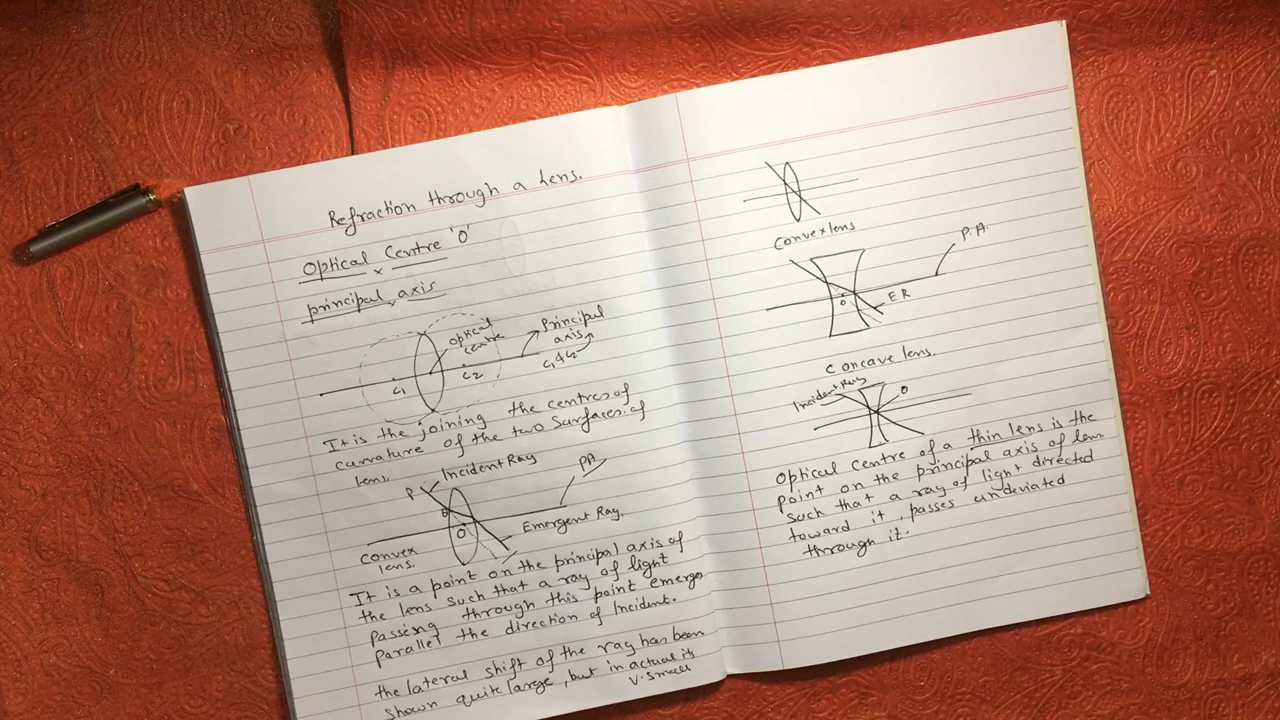 Refraction through a lens.
Optical Centre 'O'
x
principal axis
Optical
centre
Principal
axis
C1 & C2
C1
C2
It is the joining the centres of
curvature of the two surfaces of
lens.
P
Incident Ray
PA
O
Emergent Ray.
Convex
lens.
It is a point on the principal axis of
the lens such that a ray of light
passing through this point emerges
parallel the direction of Incident.
the lateral shift of the ray has been
shown quite large, but in actual its
V. small
Convex lens
P.A.
O
E R
Concave lens.
Incident Ray
O
Optical centre of a thin lens is the
point on the principal axis of lens
such that a ray of light directed
toward it, passes undeviated
through it.